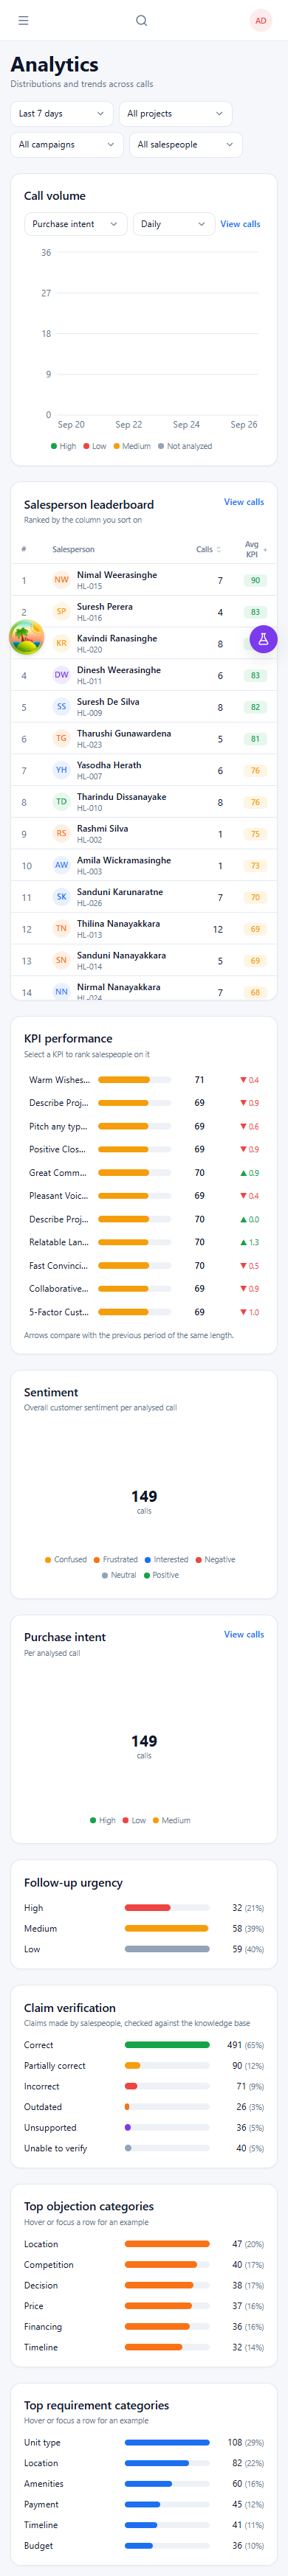 AD
Analytics
Distributions and trends across calls
Last 7 days
All projects
All campaigns
All salespeople
Call volume
Purchase intent
Daily
View calls
36
27
18
9
0
Sep 20 Sep 22 Sep 24 Sep 26
High Low Medium Not analyzed
Salesperson leaderboard
View calls
Ranked by the column you sort on
# Salesperson Calls Avg KPI
1 NW Nimal Weerasinghe 7 90
HL-015
2 SP Suresh Perera 4 83
HL-016
KR Kavindi Ranasinghe 8
HL-020
4 DW Dinesh Weerasinghe 6 83
HL-011
5 SS Suresh De Silva 8 82
HL-009
6 TG Tharushi Gunawardena 5 81
HL-023
7 YH Yasodha Herath 6 76
HL-007
8 TD Tharindu Dissanayake 8 76
HL-010
9 RS Rashmi Silva 1 75
HL-002
10 AW Amila Wickramasinghe 1 73
HL-003
11 SK Sanduni Karunaratne 7 70
HL-026
12 TN Thilina Nanayakkara 12 69
HL-013
13 SN Sanduni Nanayakkara 5 69
HL-014
14 NN Nirmal Nanayakkara 7 68
HL-024
KPI performance
Select a KPI to rank salespeople on it
Warm Wishes... 71 ▼ 0.4
Describe Proj... 69 ▼ 0.9
Pitch any typ... 69 ▼ 0.6
Positive Clos... 69 ▼ 0.9
Great Comm... 70 ▲ 0.9
Pleasant Voic... 69 ▼ 0.4
Describe Proj... 70 ▲ 0.0
Relatable Lan... 70 ▲ 1.3
Fast Convinci... 70 ▼ 0.5
Collaborative... 69 ▼ 0.9
5-Factor Cust... 69 ▼ 1.0
Arrows compare with the previous period of the same length.
Sentiment
Overall customer sentiment per analysed call
149
calls
Confused Frustrated Interested Negative
Neutral Positive
Purchase intent
View calls
Per analysed call
149
calls
High Low Medium
Follow-up urgency
High 32 (21%)
Medium 58 (39%)
Low 59 (40%)
Claim verification
Claims made by salespeople, checked against the knowledge base
Correct 491 (65%)
Partially correct 90 (12%)
Incorrect 71 (9%)
Outdated 26 (3%)
Unsupported 36 (5%)
Unable to verify 40 (5%)
Top objection categories
Hover or focus a row for an example
Location 47 (20%)
Competition 40 (17%)
Decision 38 (17%)
Price 37 (16%)
Financing 36 (16%)
Timeline 32 (14%)
Top requirement categories
Hover or focus a row for an example
Unit type 108 (29%)
Location 82 (22%)
Amenities 60 (16%)
Payment 45 (12%)
Timeline 41 (11%)
Budget 36 (10%)